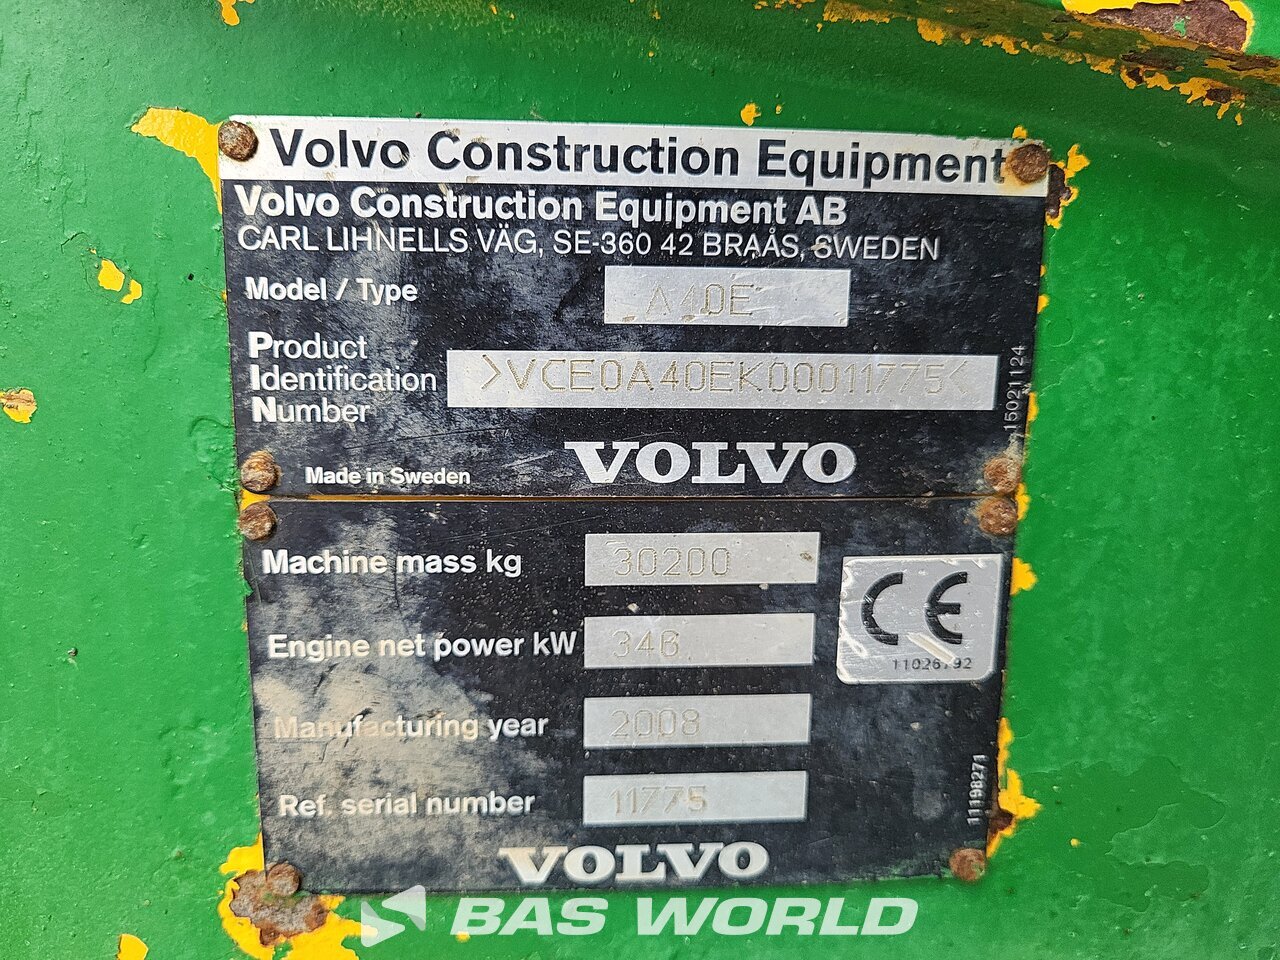 Volvo Construction Equipment
Volvo Construction Equipment AB
CARL LIHNELLS VÄG, SE-360 42 BRAÅS, SWEDEN
Model / Type A40E
Product
Identification >VCE0A40EK00011775<
Number
15021124
Made in Sweden VOLVO
Machine mass kg 30200
CE
11026792
Engine net power kW 346
Manufacturing year 2008
Ref. serial number 11775
11198271
VOLVO
BAS WORLD